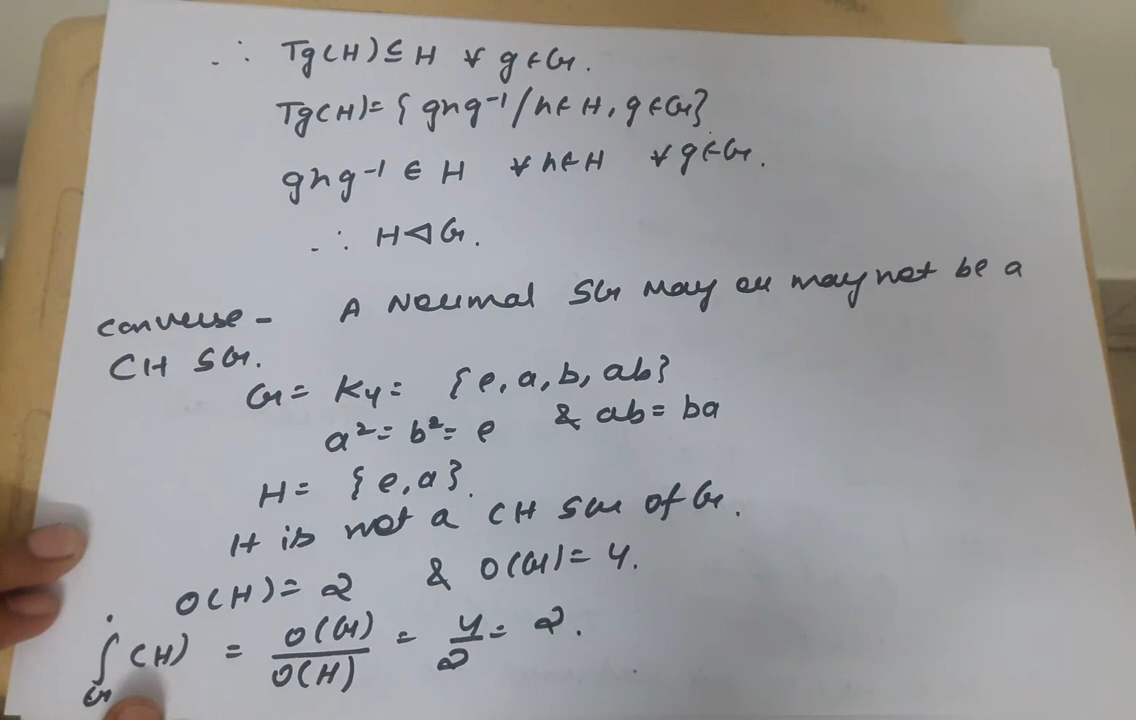 ∴ Tg(H) ⊆ H ∀ g ∈ G.
Tg(H) = { ghg⁻¹ / h ∈ H, g ∈ G}
ghg⁻¹ ∈ H ∀ h ∈ H ∀ g ∈ G.
∴ H ⊲ G.
Converse - A Normal SG may or may not be a
CH SG.
G = K₄ = {e, a, b, ab}
a² = b² = e & ab = ba
H = {e, a}.
H is not a CH SG of G.
O(H) = 2 & O(G) = 4.
∫G (H) = O(G)/O(H) = 4/2 = 2.